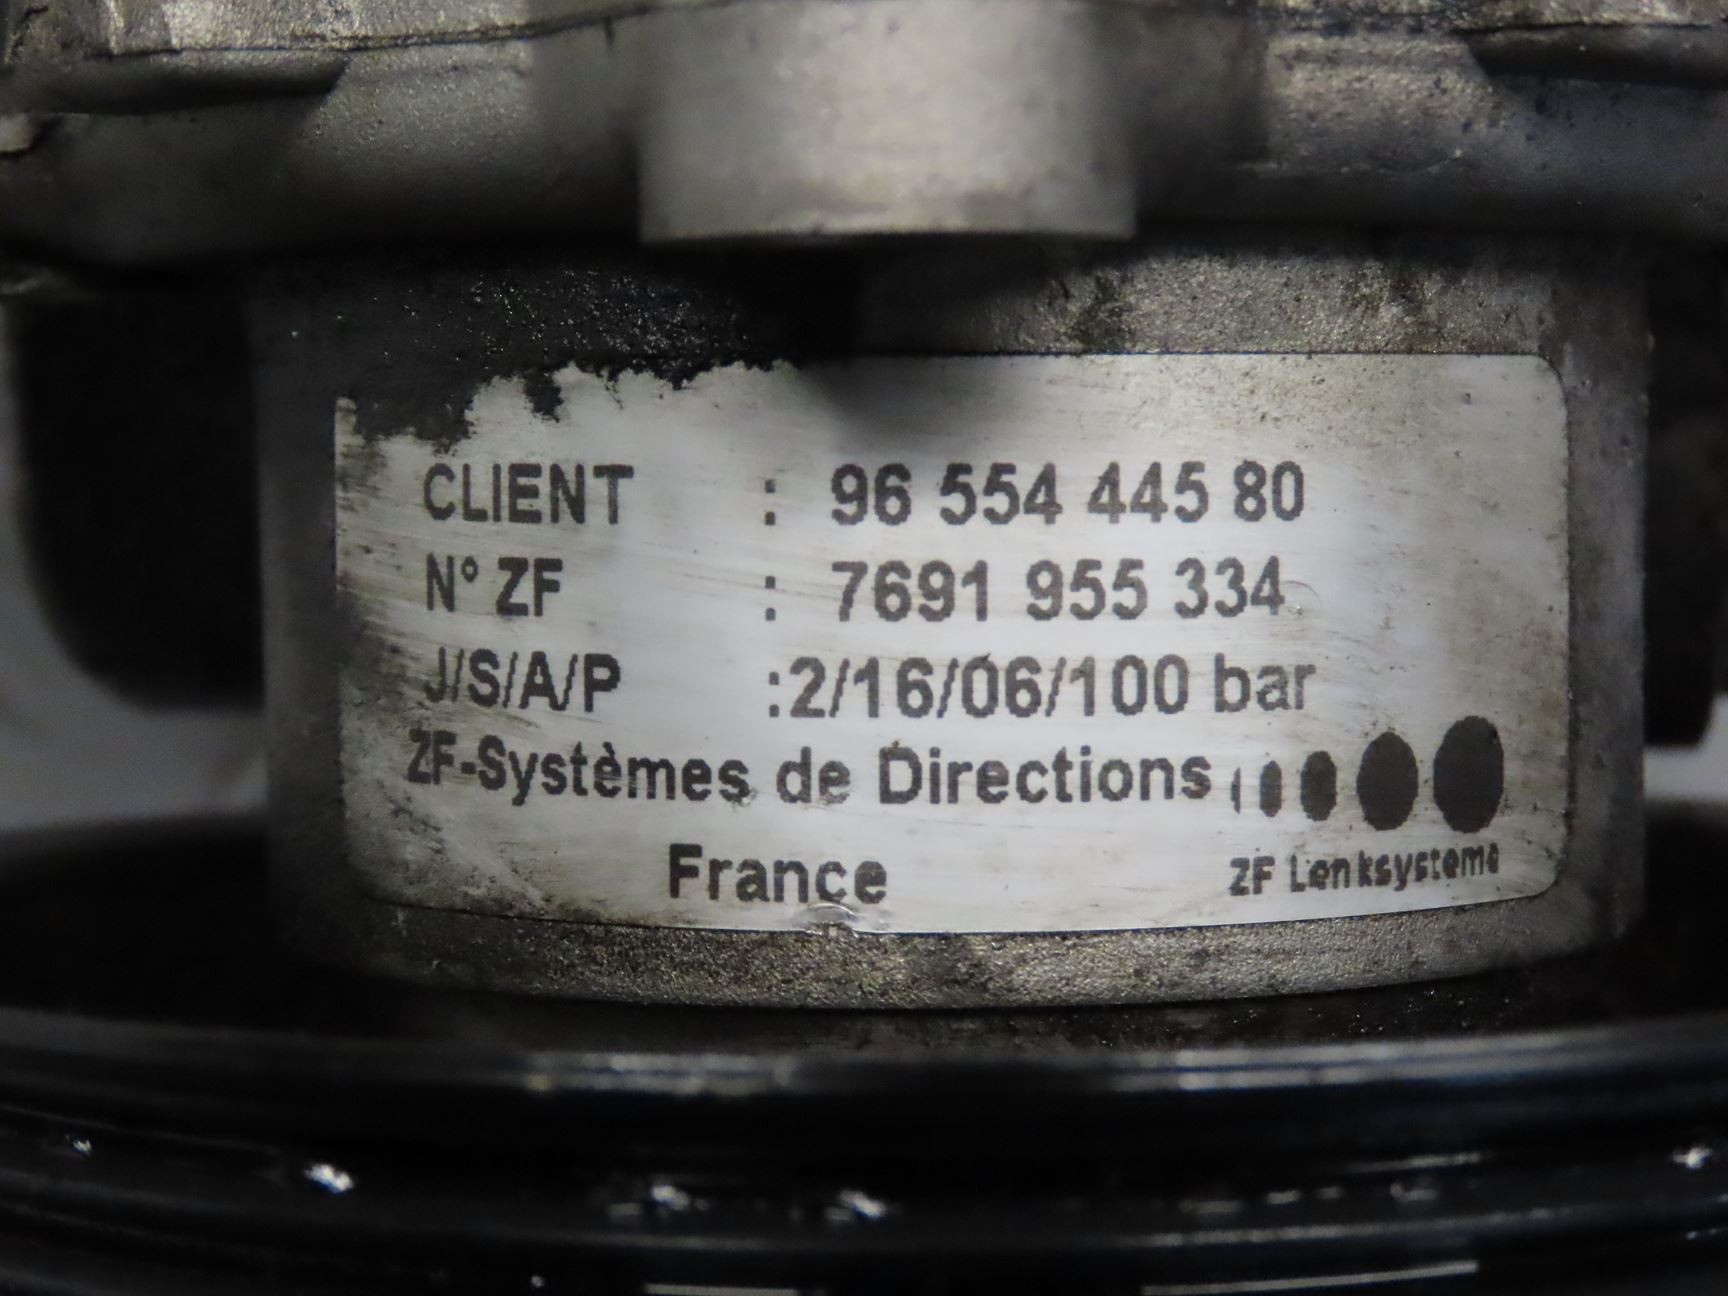 CLIENT : 96 554 445 80
N° ZF : 7691 955 334
J/S/A/P :2/16/06/100 bar
ZF-Systèmes de Directions
France
ZF Lenksysteme